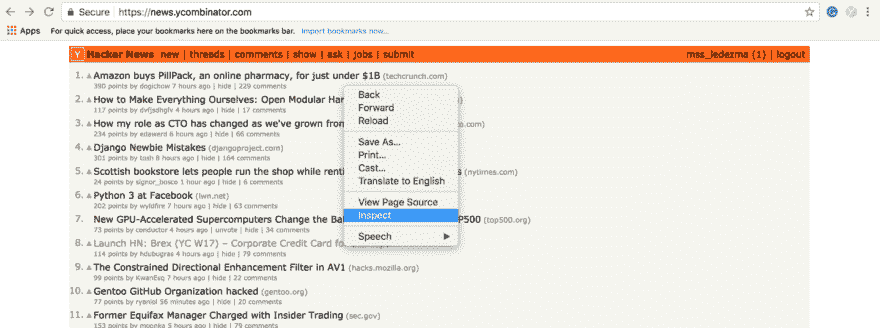 Secure https://news.ycombinator.com
Apps For quick access, place your bookmarks here on the bookmarks bar. Import bookmarks now...
Y Hacker News new | threads | comments | show | ask | jobs | submit mss_ledezma (1) | logout
1. Amazon buys PillPack, an online pharmacy, for just under $1B (techcrunch.com)
390 points by dogichow 7 hours ago | hide | 229 comments
2. How to Make Everything Ourselves: Open Modular Har
117 points by 4 hours ago | hide | 17 comments
3. How my role as CTO has changed as we've grown from o.com)
234 points by edawerd 8 hours ago | hide | 66 comments
4. Django Newbie Mistakes (djangoproject.com)
301 points by tosh 8 hours ago | hide | 164 comments
5. Scottish bookstore lets people run the shop while renti s (nytimes.com)
24 points by signor_bosco 1 hour ago | hide | 6 comments
6. Python 3 at Facebook (lwn.net)
202 points by wyldfire 7 hours ago | hide | 63 comments
7. New GPU-Accelerated Supercomputers Change the Ba P500 (top500.org)
73 points by conductor 4 hours ago | unvote | hide | 34 comments
8. Launch HN: Brex (YC W17) – Corporate Credit Card for
114 points by hdubugras 4 hours ago | hide | 79 comments
9. The Constrained Directional Enhancement Filter in AV1 (hacks.mozilla.org)
99 points by KwanEsq 7 hours ago | hide | 22 comments
10. Gentoo GitHub Organization hacked (gentoo.org)
77 points by 56 minutes ago | hide | 20 comments
11. Former Equifax Manager Charged with Insider Trading (sec.gov)
153 points by 7 hours ago | hide | 79 comments
Back
Forward
Reload
Save As...
Print...
Cast...
Translate to English
View Page Source
Inspect
Speech